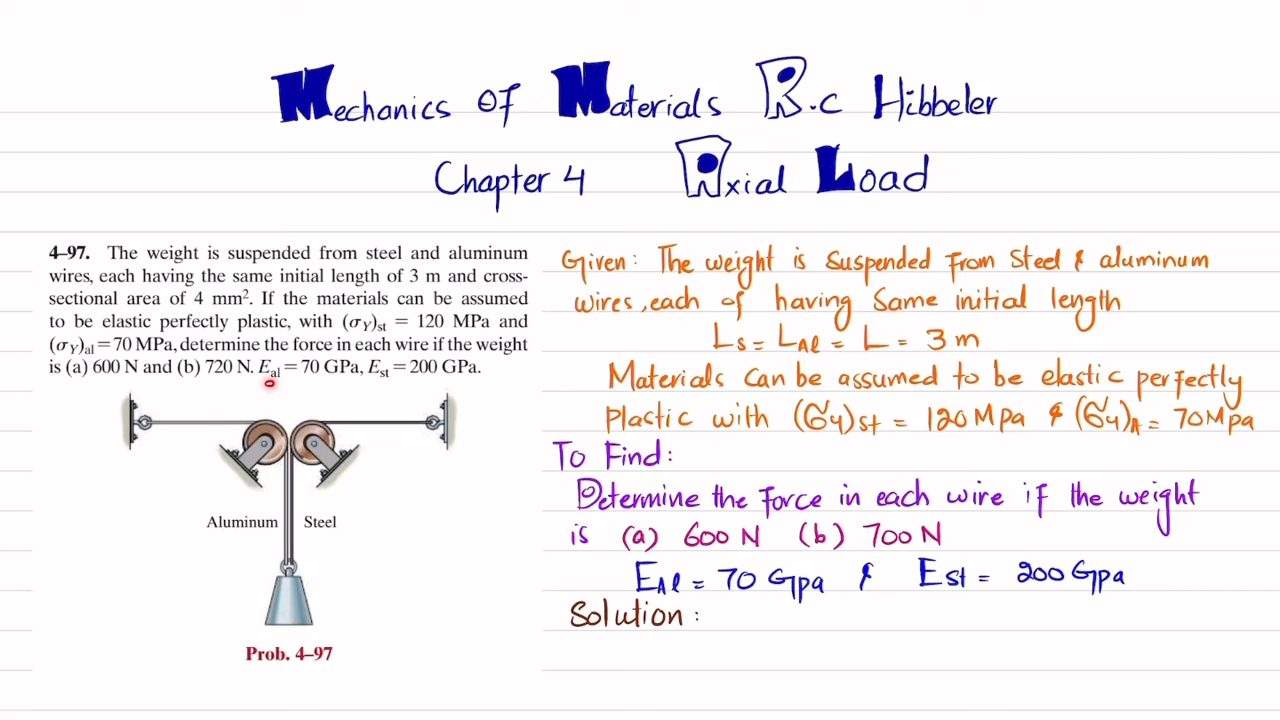 Mechanics Of Materials R.c Hibbeler
Chapter 4 Axial Load
4–97. The weight is suspended from steel and aluminum
wires, each having the same initial length of 3 m and cross-
sectional area of 4 mm². If the materials can be assumed
to be elastic perfectly plastic, with (σY)st = 120 MPa and
(σY)al = 70 MPa, determine the force in each wire if the weight
is (a) 600 N and (b) 720 N. Eal = 70 GPa, Est = 200 GPa.
Aluminum Steel
Prob. 4–97
Given: The weight is suspended from Steel & aluminum
wires, each of having Same initial length
Ls = LAl = L = 3 m
Materials Can be assumed to be elastic perfectly
Plastic with (σy)st = 120 Mpa & (σy)A = 70 Mpa
To Find:
Determine the force in each wire if the weight
is (a) 600 N (b) 700 N
EAl = 70 Gpa & Est = 200 Gpa
Solution: